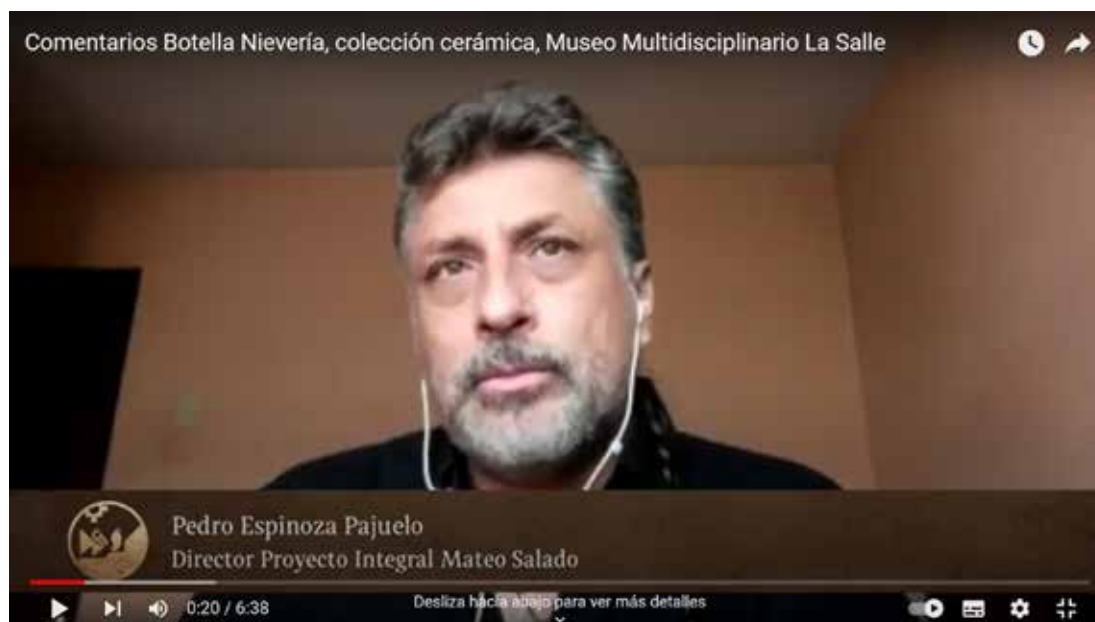 Comentarios Botella Nievería, colección cerámica, Museo Multidisciplinario La Salle
Pedro Espinoza Pajuelo
Director Proyecto Integral Mateo Salado
0:20 / 6:38
Desliza hacia abajo para ver más detalles